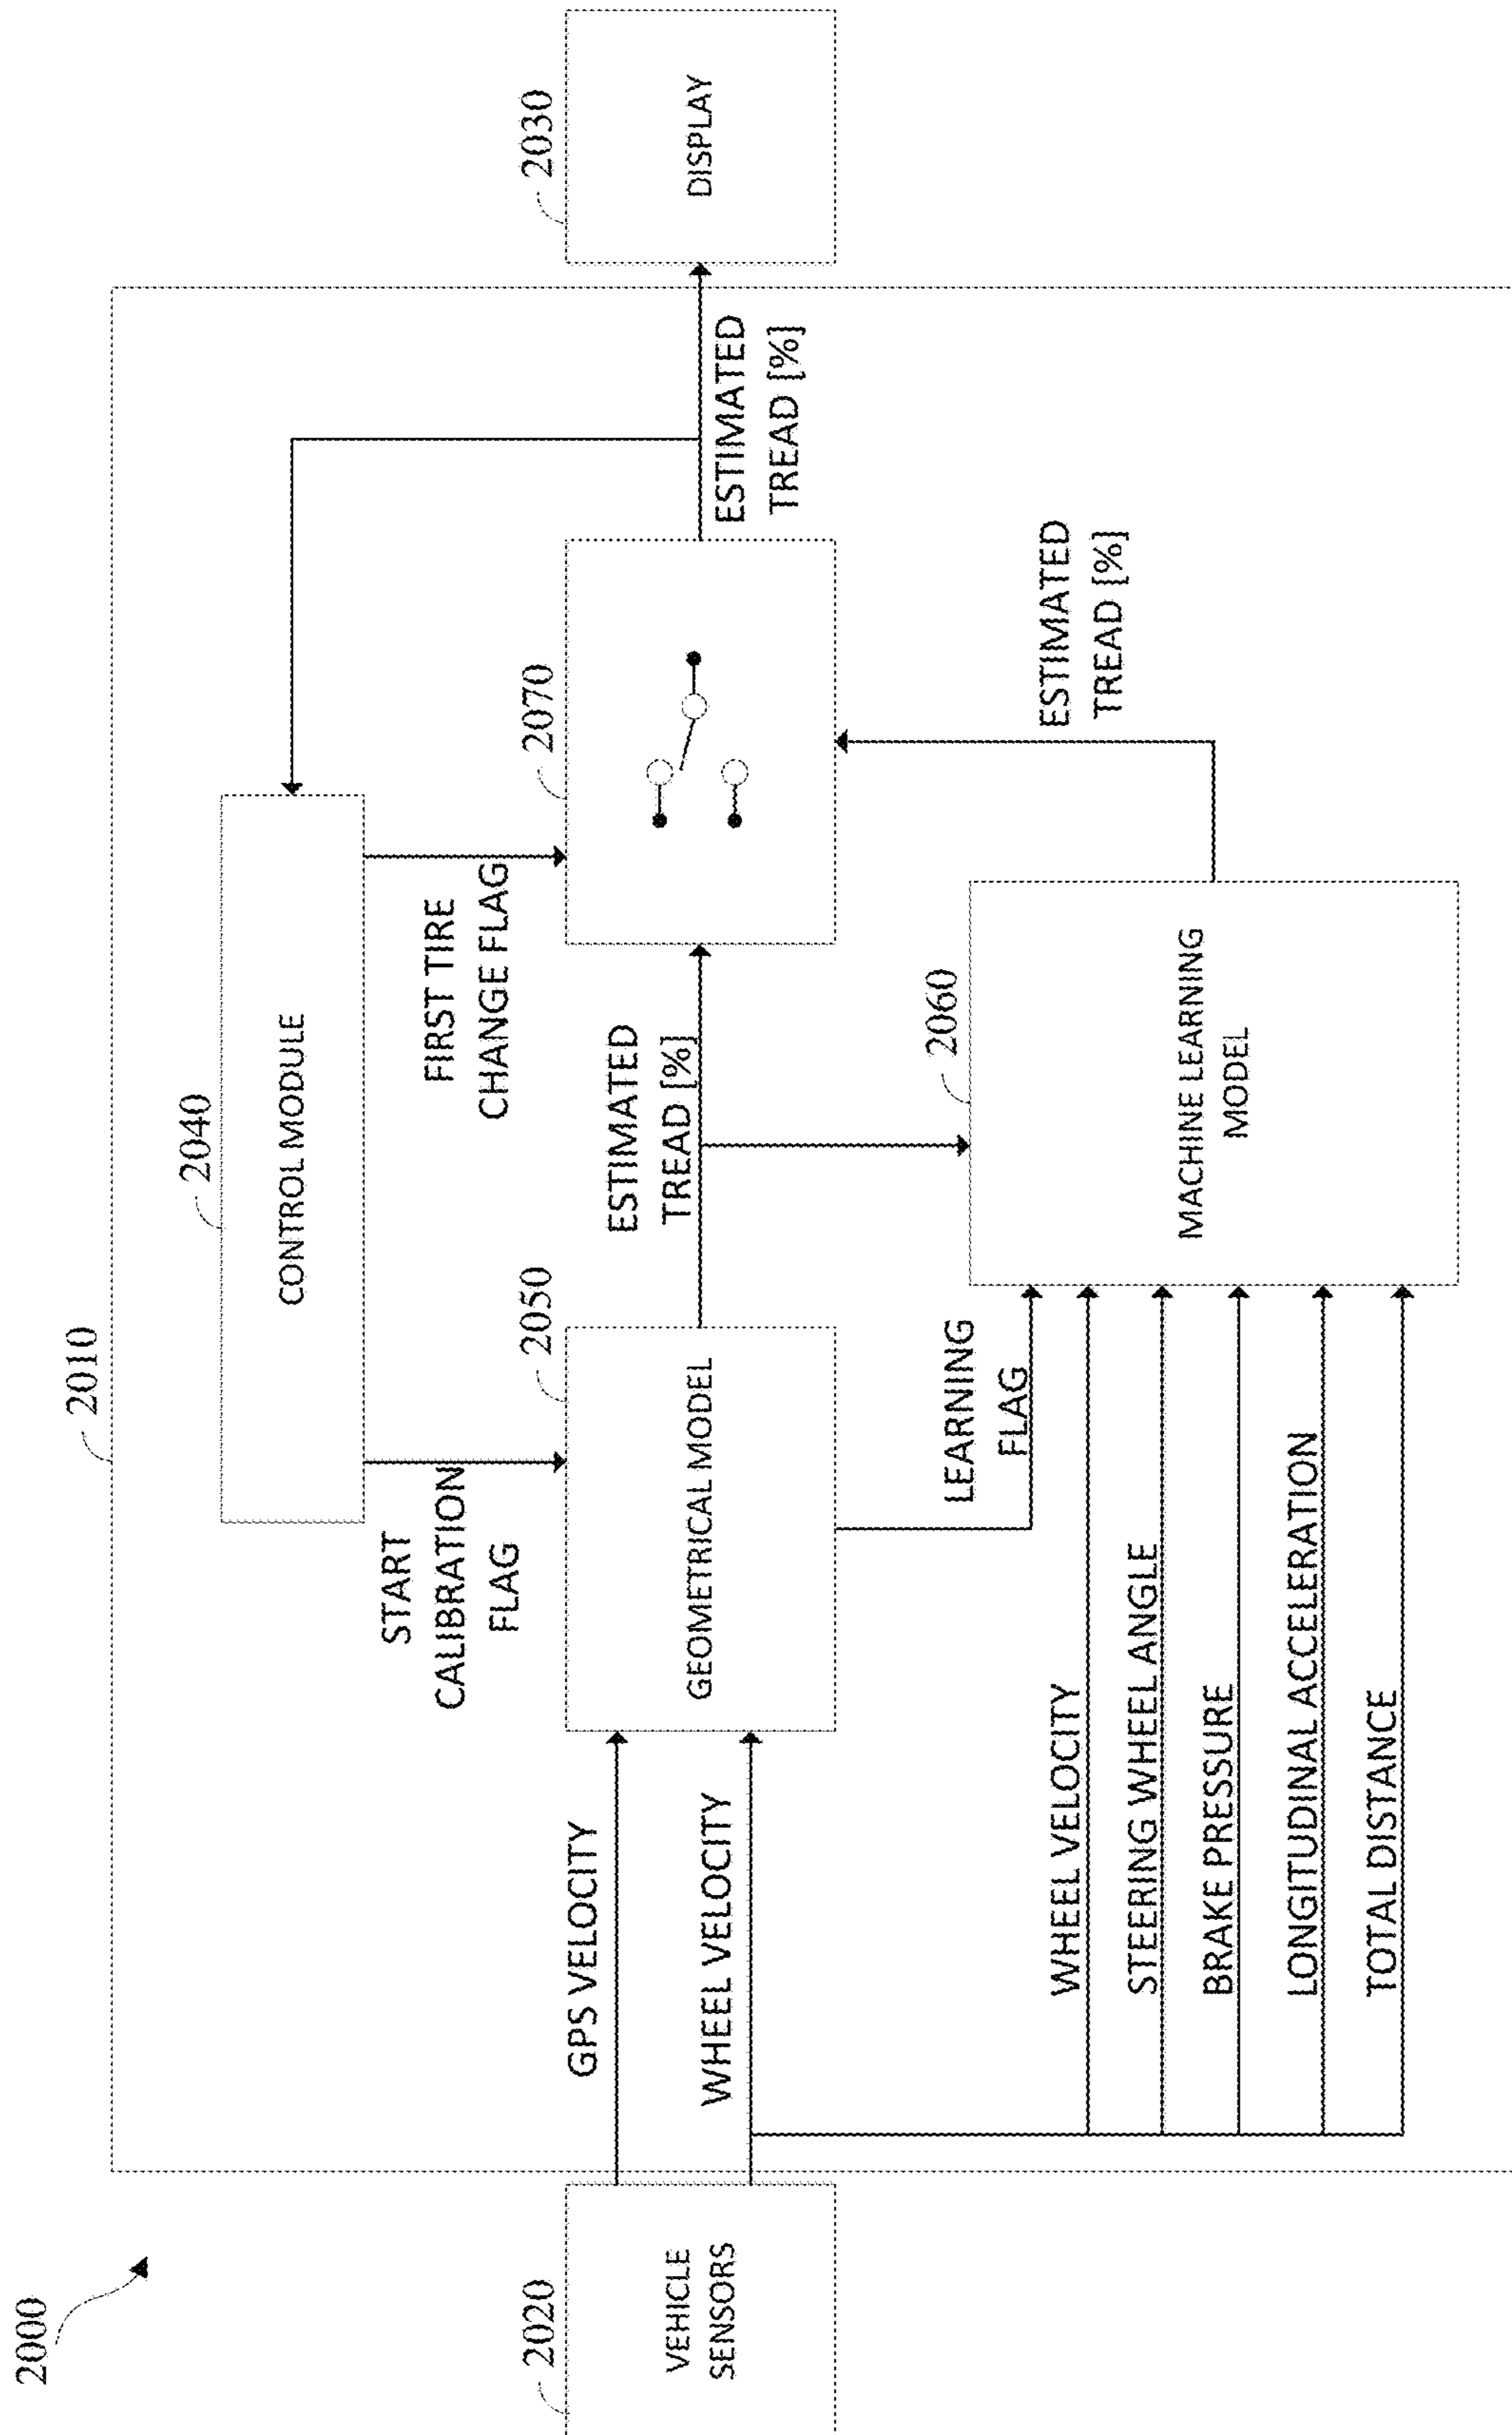 2000
2010
2020
VEHICLE
SENSORS
GPS VELOCITY
WHEEL VELOCITY
2040
CONTROL MODULE
START
CALIBRATION
FLAG
FIRST TIRE
CHANGE FLAG
2050
GEOMETRICAL MODEL
ESTIMATED
TREAD [%]
2070
ESTIMATED
TREAD [%]
2030
DISPLAY
LEARNING
FLAG
WHEEL VELOCITY
STEERING WHEEL ANGLE
BRAKE PRESSURE
LONGITUDINAL ACCELERATION
TOTAL DISTANCE
2060
MACHINE LEARNING
MODEL
ESTIMATED
TREAD [%]